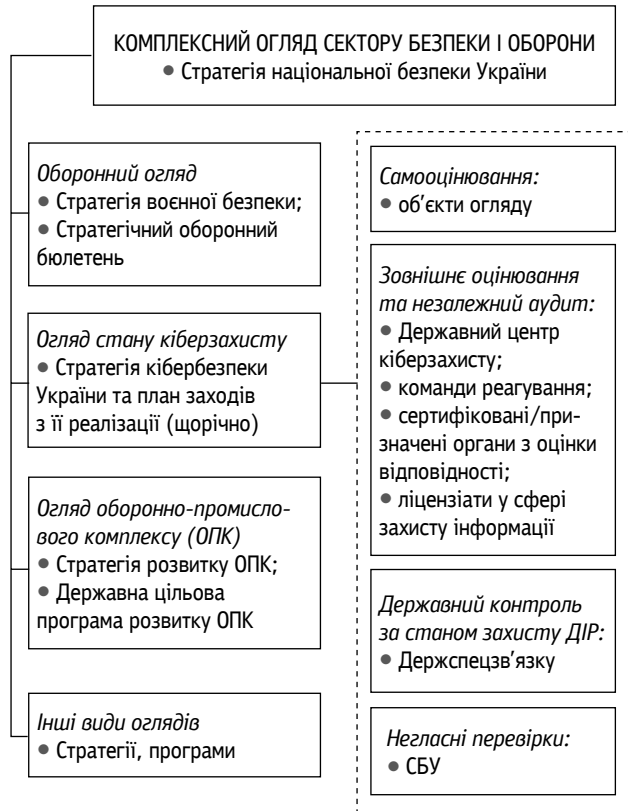 КОМПЛЕКСНИЙ ОГЛЯД СЕКТОРУ БЕЗПЕКИ І ОБОРОНИ
• Стратегія національної безпеки України
Оборонний огляд
• Стратегія воєнної безпеки;
• Стратегічний оборонний
бюлетень
Огляд стану кіберзахисту
• Стратегія кібербезпеки
України та план заходів
з її реалізації (щорічно)
Огляд оборонно-промисло-
вого комплексу (ОПК)
• Стратегія розвитку ОПК;
• Державна цільова
програма розвитку ОПК
Інші види оглядів
• Стратегії, програми
Самооцінювання:
• об'єкти огляду
Зовнішнє оцінювання
та незалежний аудит:
• Державний центр
кіберзахисту;
• команди реагування;
• сертифіковані/при-
значені органи з оцінки
відповідності;
• ліцензіати у сфері
захисту інформації
Державний контроль
за станом захисту ДІР:
• Держспецзв'язку
Негласні перевірки:
• СБУ